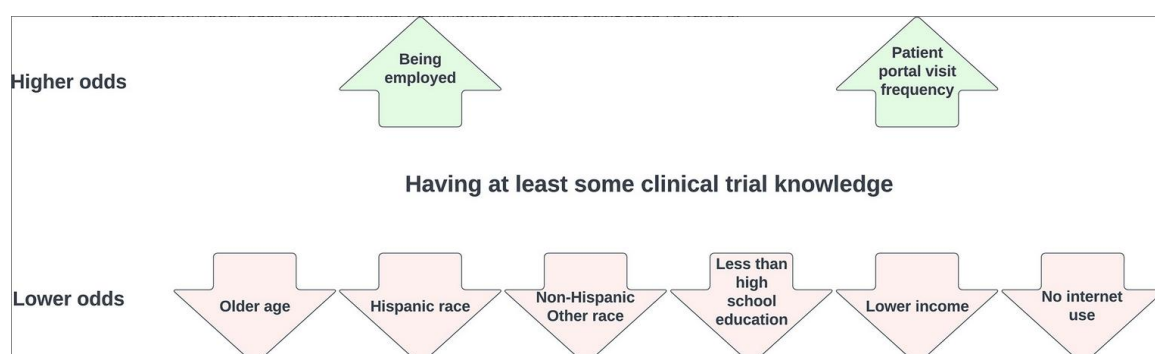 Higher odds
Being
employed
Patient
portal visit
frequency
Having at least some clinical trial knowledge
Lower odds
Older age
Hispanic race
Non-Hispanic
Other race
Less than
high
school
education
Lower income
No internet
use